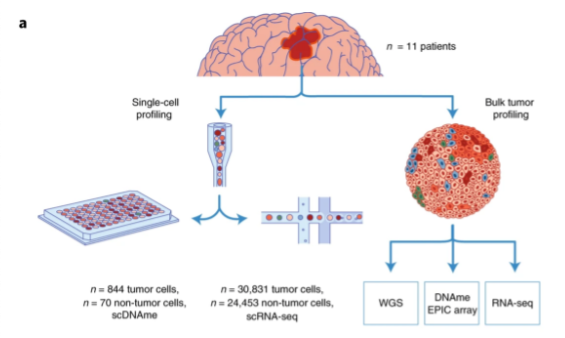 a
n = 11 patients
Single-cell
profiling
Bulk tumor
profiling
n = 844 tumor cells,
n = 70 non-tumor cells,
scDNAme
n = 30,831 tumor cells,
n = 24,453 non-tumor cells,
scRNA-seq
WGS
DNAme
EPIC array
RNA-seq